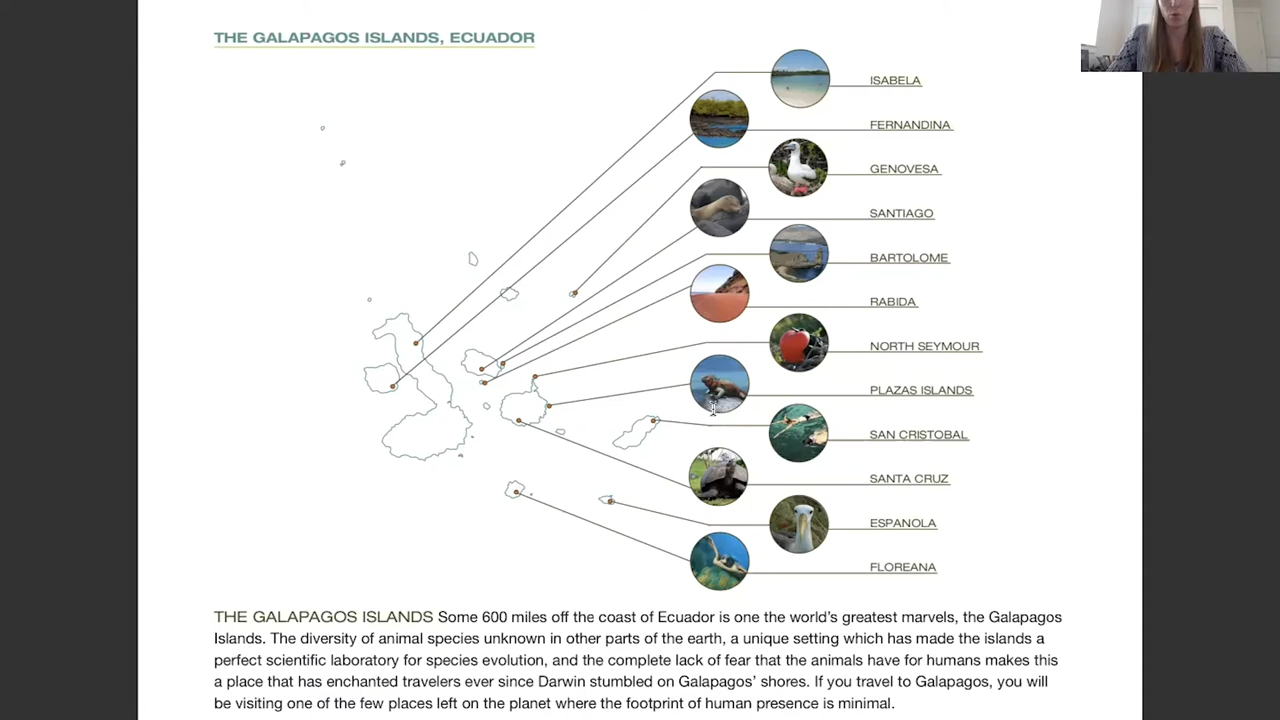 THE GALAPAGOS ISLANDS, ECUADOR
ISABELA
FERNANDINA
GENOVESA
SANTIAGO
BARTOLOME
RABIDA
NORTH SEYMOUR
PLAZAS ISLANDS
SAN CRISTOBAL
SANTA CRUZ
ESPANOLA
FLOREANA
THE GALAPAGOS ISLANDS Some 600 miles off the coast of Ecuador is one the world's greatest marvels, the Galapagos
Islands. The diversity of animal species unknown in other parts of the earth, a unique setting which has made the islands a
perfect scientific laboratory for species evolution, and the complete lack of fear that the animals have for humans makes this
a place that has enchanted travelers ever since Darwin stumbled on Galapagos' shores. If you travel to Galapagos, you will
be visiting one of the few places left on the planet where the footprint of human presence is minimal.